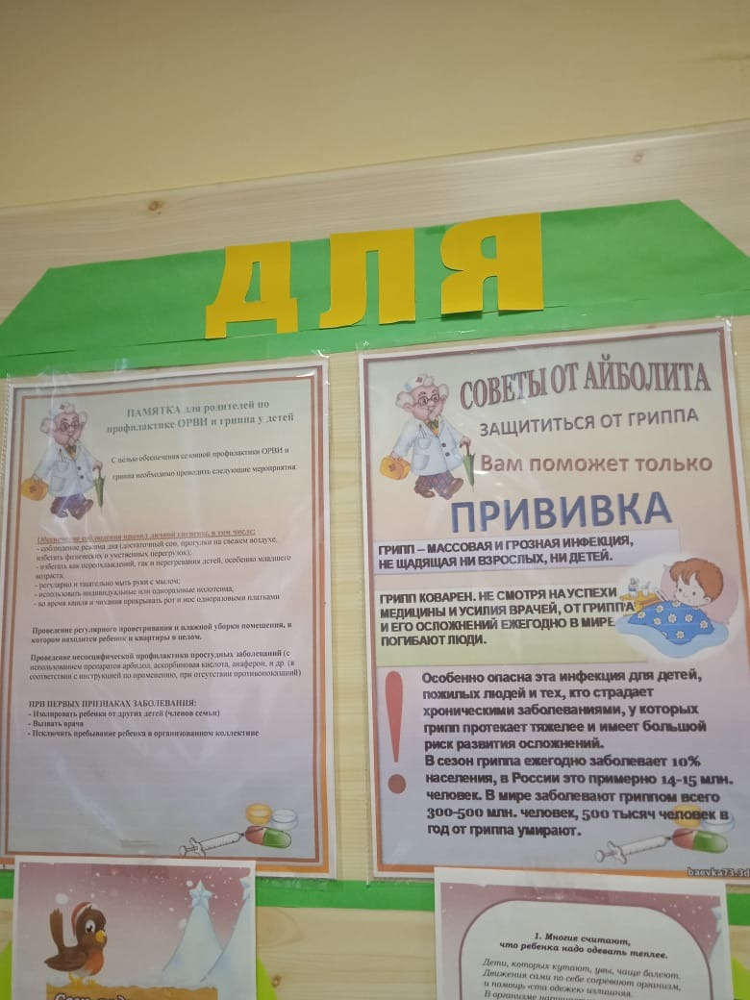 ДЛЯ
ПАМЯТКА для родителей по
профилактике ОРВИ и гриппа у детей
С целью обеспечения сезонной профилактики ОРВИ и
гриппа необходимо проводить следующие мероприятия
Обеспечение соблюдения правил личной гигиены, в том числе:
- соблюдение режима дня (достаточный сон, прогулки на свежем воздухе,
избегать физических и умственных перегрузок);
- избегать как переохлаждений, так и перегревания детей, особенно младшего
возраста;
- регулярно и тщательно мыть руки с мылом;
- использовать индивидуальные или одноразовые полотенца,
- во время кашля и чихания прикрывать рот и нос одноразовыми платками
Проведение регулярного проветривания и влажной уборки помещения, в
котором находится ребенок и квартиры в целом.
Проведение неспецифической профилактики простудных заболеваний (с
использованием препаратов арбидол, аскорбиновая кислота, анаферон, и др. (в
соответствии с инструкцией по применению, при отсутствии противопоказаний)
ПРИ ПЕРВЫХ ПРИЗНАКАХ ЗАБОЛЕВАНИЯ:
- Изолировать ребенка от других детей (членов семьи)
- Вызвать врача
- Исключить пребывание ребенка в организованном коллективе
СОВЕТЫ ОТ АЙБОЛИТА
ЗАЩИТИТЬСЯ ОТ ГРИППА
Вам поможет только
ПРИВИВКА
ГРИПП – МАССОВАЯ И ГРОЗНАЯ ИНФЕКЦИЯ,
НЕ ЩАДЯЩАЯ НИ ВЗРОСЛЫХ, НИ ДЕТЕЙ.
ГРИПП КОВАРЕН. НЕ СМОТРЯ НА УСПЕХИ
МЕДИЦИНЫ И УСИЛИЯ ВРАЧЕЙ, ОТ ГРИППА
И ЕГО ОСЛОЖНЕНИЙ ЕЖЕГОДНО В МИРЕ
ПОГИБАЮТ ЛЮДИ.
Особенно опасна эта инфекция для детей,
пожилых людей и тех, кто страдает
хроническими заболеваниями, у которых
грипп протекает тяжелее и имеет большой
риск развития осложнений.
В сезон гриппа ежегодно заболевает 10%
населения, в России это примерно 14-15 млн.
человек. В мире заболевают гриппом всего
300-500 млн. человек, 500 тысяч человек в
год от гриппа умирают.
baevka73.3d
1. Многие считают,
что ребенка надо одевать теплее.
Дети, которых кутают, увы, чаще болеют.
Движения сами по себе согревают организм,
и помощь «ста одежек» излишняя.
В организме